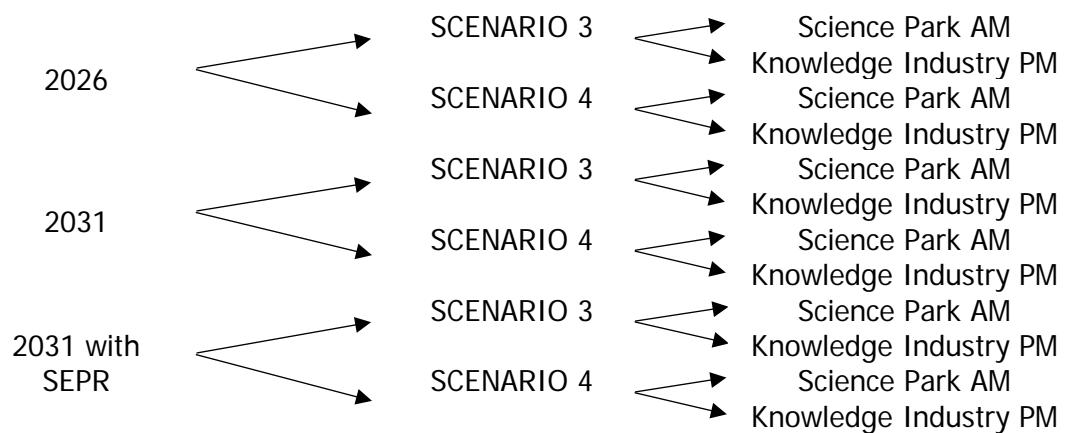 SCENARIO 3
Science Park AM
Knowledge Industry PM
2026
SCENARIO 4
Science Park AM
Knowledge Industry PM
SCENARIO 3
Science Park AM
Knowledge Industry PM
2031
SCENARIO 4
Science Park AM
Knowledge Industry PM
SCENARIO 3
Science Park AM
Knowledge Industry PM
2031 with
SEPR
SCENARIO 4
Science Park AM
Knowledge Industry PM